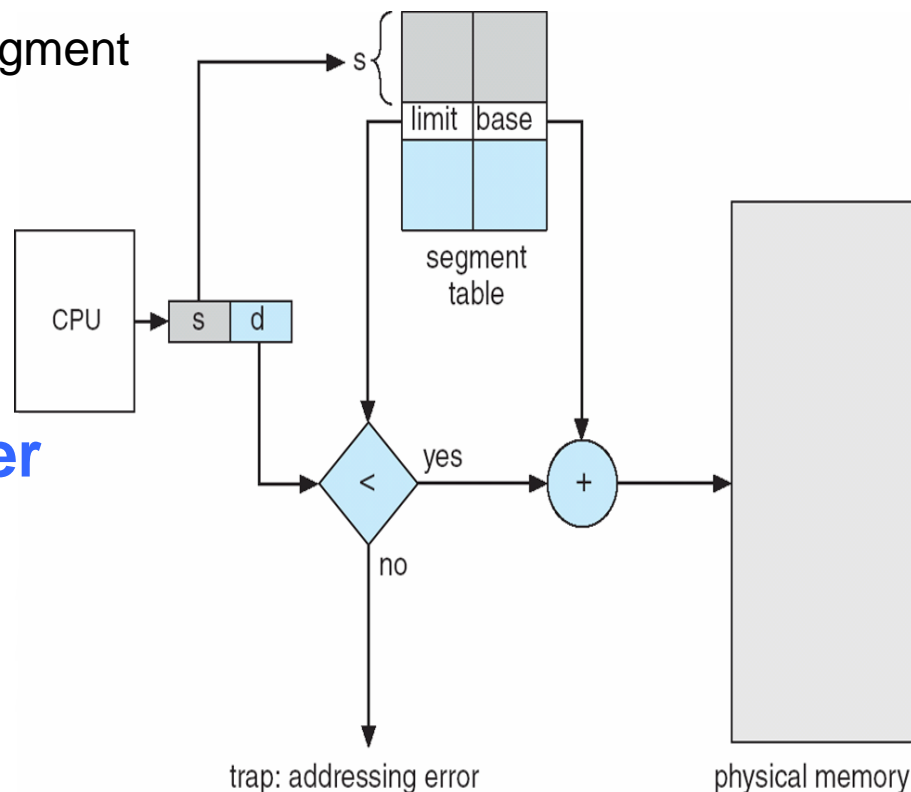 gment
s
limit base
segment
table
CPU
s d
er
<
yes
+
no
trap: addressing error
physical memory